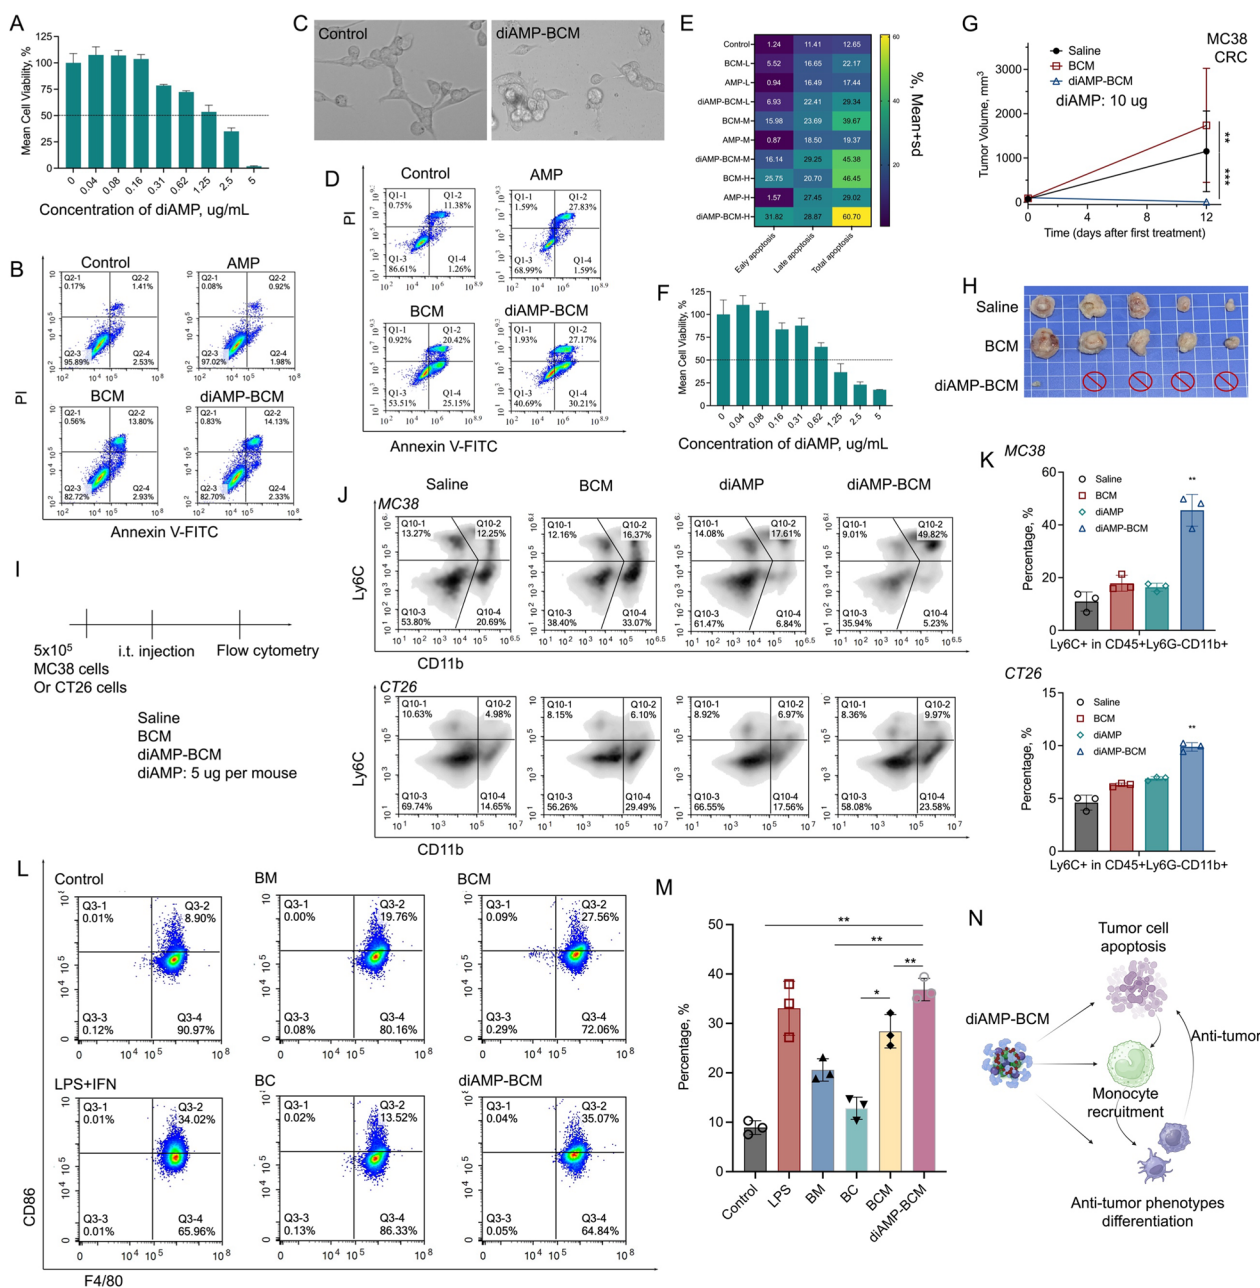 A
Mean Cell Viability, %
125
100
75
50
25
0
0
0.04
0.08
0.16
0.31
0.62
1.25
2.5
5
Concentration of diAMP, ug/mL
B
Control
AMP
Q2-1
0.17%
Q2-2
1.41%
Q2-3
95.89%
Q2-4
2.53%
Q2-1
0.08%
Q2-2
0.92%
Q2-3
97.02%
Q2-4
1.98%
BCM
diAMP-BCM
Q2-1
0.56%
Q2-2
13.80%
Q2-3
82.72%
Q2-4
2.93%
Q2-1
0.83%
Q2-2
14.13%
Q2-3
82.70%
Q2-4
2.33%
PI
Annexin V-FITC
C
Control
diAMP-BCM
D
Control
AMP
Q1-1
0.75%
Q1-2
11.38%
Q1-3
86.61%
Q1-4
1.26%
Q1-1
1.59%
Q1-2
27.83%
Q1-3
68.99%
Q1-4
1.59%
BCM
diAMP-BCM
Q1-1
0.92%
Q1-2
20.42%
Q1-3
53.51%
Q1-4
25.15%
Q1-1
1.93%
Q1-2
27.17%
Q1-3
40.69%
Q1-4
30.21%
PI
Annexin V-FITC
E
Control 1.24 11.41 12.65
BCM-L 5.52 16.65 22.17
AMP-L 0.94 16.49 17.44
diAMP-BCM-L 6.93 22.41 29.34
BCM-M 15.98 23.69 39.67
AMP-M 0.87 18.50 19.37
diAMP-BCM-M 16.14 29.25 45.38
BCM-H 25.75 20.70 46.45
AMP-H 1.57 27.45 29.02
diAMP-BCM-H 31.82 28.87 60.70
Ealy apoptosis
Late apoptosis
Total apoptosis
60
40
20
%, Mean+sd
F
Mean Cell Viability, %
125
100
75
50
25
0
0
0.04
0.08
0.16
0.31
0.62
1.25
2.5
5
Concentration of diAMP, ug/mL
G
Saline
BCM
diAMP-BCM
MC38
CRC
diAMP: 10 ug
Tumor Volume, mm3
3000
2000
1000
0
0
4
8
12
**
***
Time (days after first treatment)
H
Saline
BCM
diAMP-BCM
I
5x10⁵
MC38 cells
Or CT26 cells
i.t. injection
Flow cytometry
Saline
BCM
diAMP-BCM
diAMP: 5 ug per mouse
J
Saline
BCM
diAMP
diAMP-BCM
MC38
Q10-1
13.27%
Q10-2
12.25%
Q10-3
53.80%
Q10-4
20.69%
Q10-1
12.16%
Q10-2
16.37%
Q10-3
38.40%
Q10-4
33.07%
Q10-1
14.08%
Q10-2
17.61%
Q10-3
61.47%
Q10-4
6.84%
Q10-1
9.01%
Q10-2
49.82%
Q10-3
35.94%
Q10-4
5.23%
Ly6C
CD11b
CT26
Q10-1
10.63%
Q10-2
4.98%
Q10-3
69.74%
Q10-4
14.65%
Q10-1
8.15%
Q10-2
6.10%
Q10-3
56.26%
Q10-4
29.49%
Q10-1
8.92%
Q10-2
6.97%
Q10-3
66.55%
Q10-4
17.56%
Q10-1
8.36%
Q10-2
9.97%
Q10-3
58.08%
Q10-4
23.58%
Ly6C
CD11b
K
MC38
Saline
BCM
diAMP
diAMP-BCM
**
Percentage, %
60
40
20
0
Ly6C+ in CD45+Ly6G-CD11b+
CT26
Saline
BCM
diAMP
diAMP-BCM
**
Percentage, %
15
10
5
0
Ly6C+ in CD45+Ly6G-CD11b+
L
Control
BM
BCM
Q3-1
0.01%
Q3-2
8.90%
Q3-3
0.12%
Q3-4
90.97%
Q3-1
0.00%
Q3-2
19.76%
Q3-3
0.08%
Q3-4
80.16%
Q3-1
0.09%
Q3-2
27.56%
Q3-3
0.29%
Q3-4
72.06%
LPS+IFN
BC
diAMP-BCM
Q3-1
0.01%
Q3-2
34.02%
Q3-3
0.01%
Q3-4
65.96%
Q3-1
0.02%
Q3-2
13.52%
Q3-3
0.13%
Q3-4
86.33%
Q3-1
0.04%
Q3-2
35.07%
Q3-3
0.05%
Q3-4
64.84%
CD86
F4/80
M
Percentage, %
50
40
30
20
10
0
**
**
**
*
Control
LPS
BM
BC
BCM
diAMP-BCM
N
Tumor cell
apoptosis
diAMP-BCM
Anti-tumor
Monocyte
recruitment
Anti-tumor phenotypes
differentiation